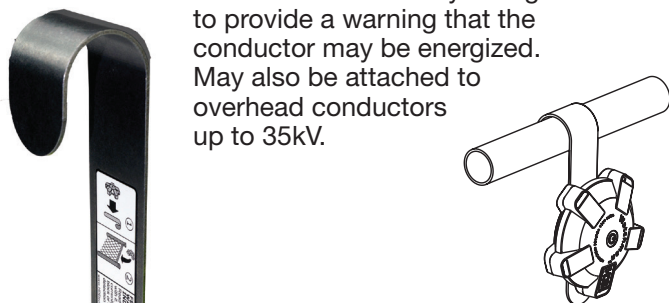 to provide a warning that the
conductor may be energized.
May also be attached to
overhead conductors
up to 35kV.